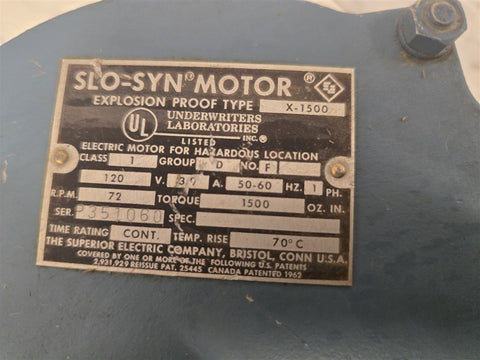 SLO-SYN® MOTOR ®
EXPLOSION PROOF TYPE X-1500
UL® UNDERWRITERS LABORATORIES INC.®
LISTED
ELECTRIC MOTOR FOR HAZARDOUS LOCATION
CLASS 1 GROUP D NO. F
120 V. A. 50-60 HZ. 1 PH.
R.P.M. 72 TORQUE 1500 OZ. IN.
SER. P351060 SPEC.
TIME RATING CONT. TEMP. RISE 70°C
THE SUPERIOR ELECTRIC COMPANY, BRISTOL, CONN U.S.A.
COVERED BY ONE OR MORE OF THE FOLLOWING U.S. PATENTS
2,931,929 REISSUE PAT. 25445 CANADA PATENTED 1962